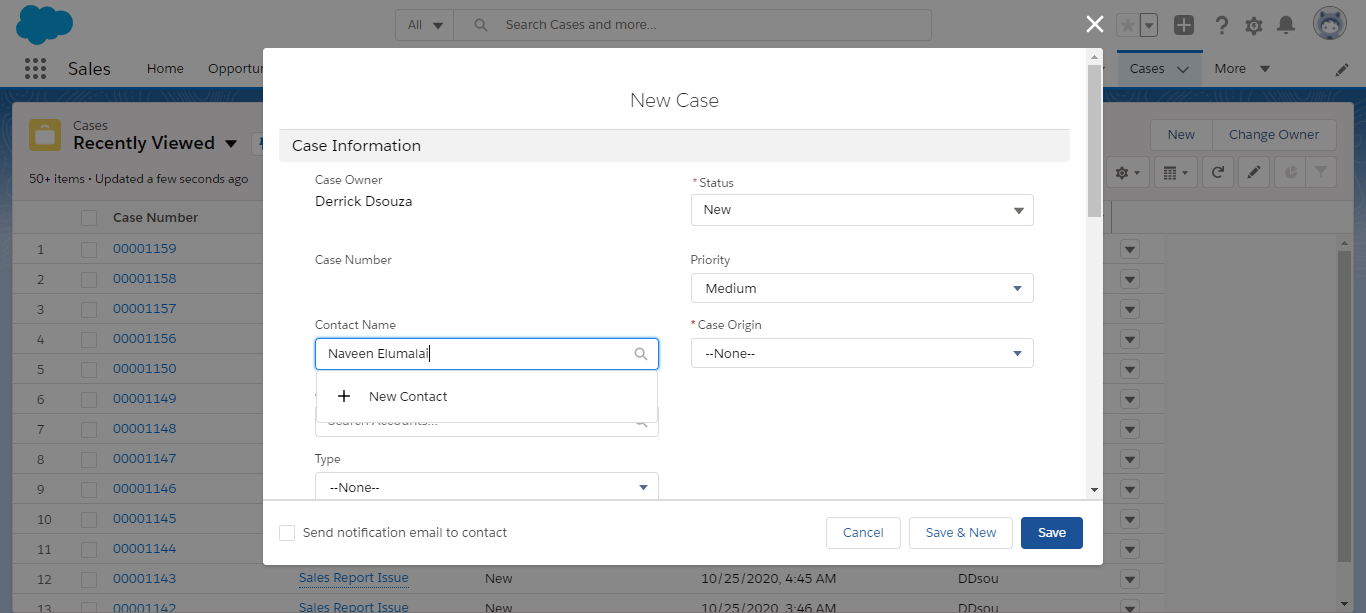 All
Search Cases and more...
Sales
Home
Cases
More
Cases
Recently Viewed
New
Change Owner
50+ items • Updated a few seconds ago
Case Number
1 00001159
2 00001158
3 00001157
4 00001156
5 00001150
6 00001149
7 00001148
8 00001147
9 00001146
10 00001145
11 00001144
12 00001143 Sales Report Issue New 10/25/2020, 4:45 AM DDsou
13 00001142 Sales Report Issue New 10/25/2020, 3:46 AM DDsou
New Case
Case Information
Case Owner
Derrick Dsouza
* Status
New
Case Number
Priority
Medium
Contact Name
Naveen Elumalai
* Case Origin
--None--
New Contact
Search Accounts...
Type
--None--
Send notification email to contact
Cancel
Save & New
Save